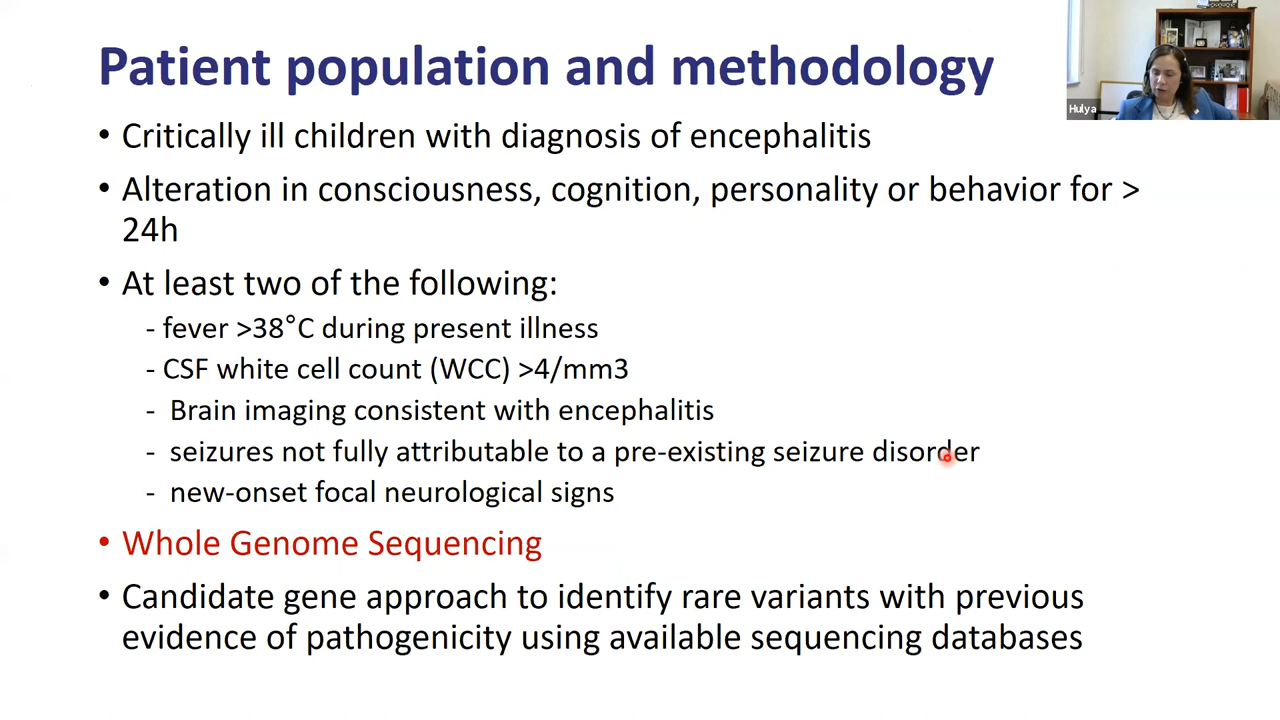 Patient population and methodology
Hulya
• Critically ill children with diagnosis of encephalitis
• Alteration in consciousness, cognition, personality or behavior for >
24h
• At least two of the following:
- fever >38°C during present illness
- CSF white cell count (WCC) >4/mm3
- Brain imaging consistent with encephalitis
- seizures not fully attributable to a pre-existing seizure disorder
- new-onset focal neurological signs
• Whole Genome Sequencing
• Candidate gene approach to identify rare variants with previous
evidence of pathogenicity using available sequencing databases